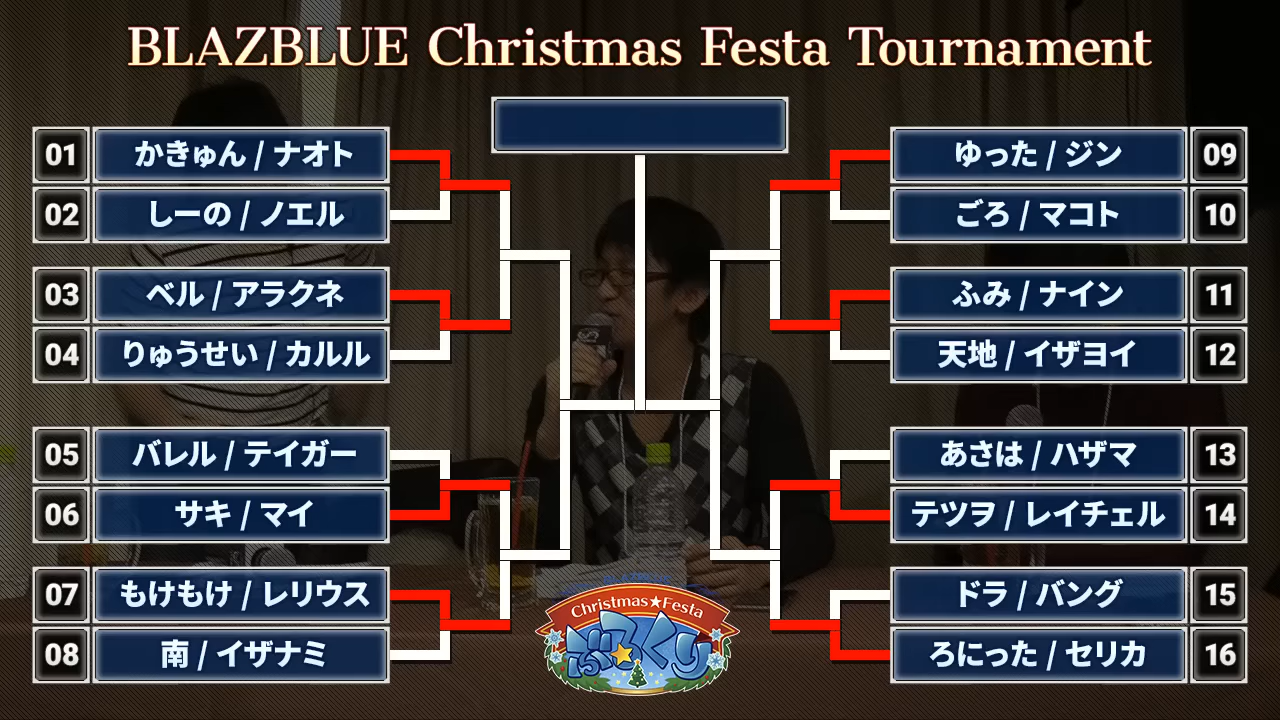 BLAZBLUE Christmas Festa Tournament
01 かきゅん / ナオト
02 しーの / ノエル
03 ベル / アラクネ
04 りゅうせい / カルル
05 バレル / テイガー
06 サキ / マイ
07 もけもけ / レリウス
08 南 / イザナミ
ゆった / ジン 09
ごろ / マコト 10
ふみ / ナイン 11
天地 / イザヨイ 12
あさは / ハザマ 13
テツヲ / レイチェル 14
ドラ / バング 15
ろにった / セリカ 16
Christmas★Festa
ぶるくり